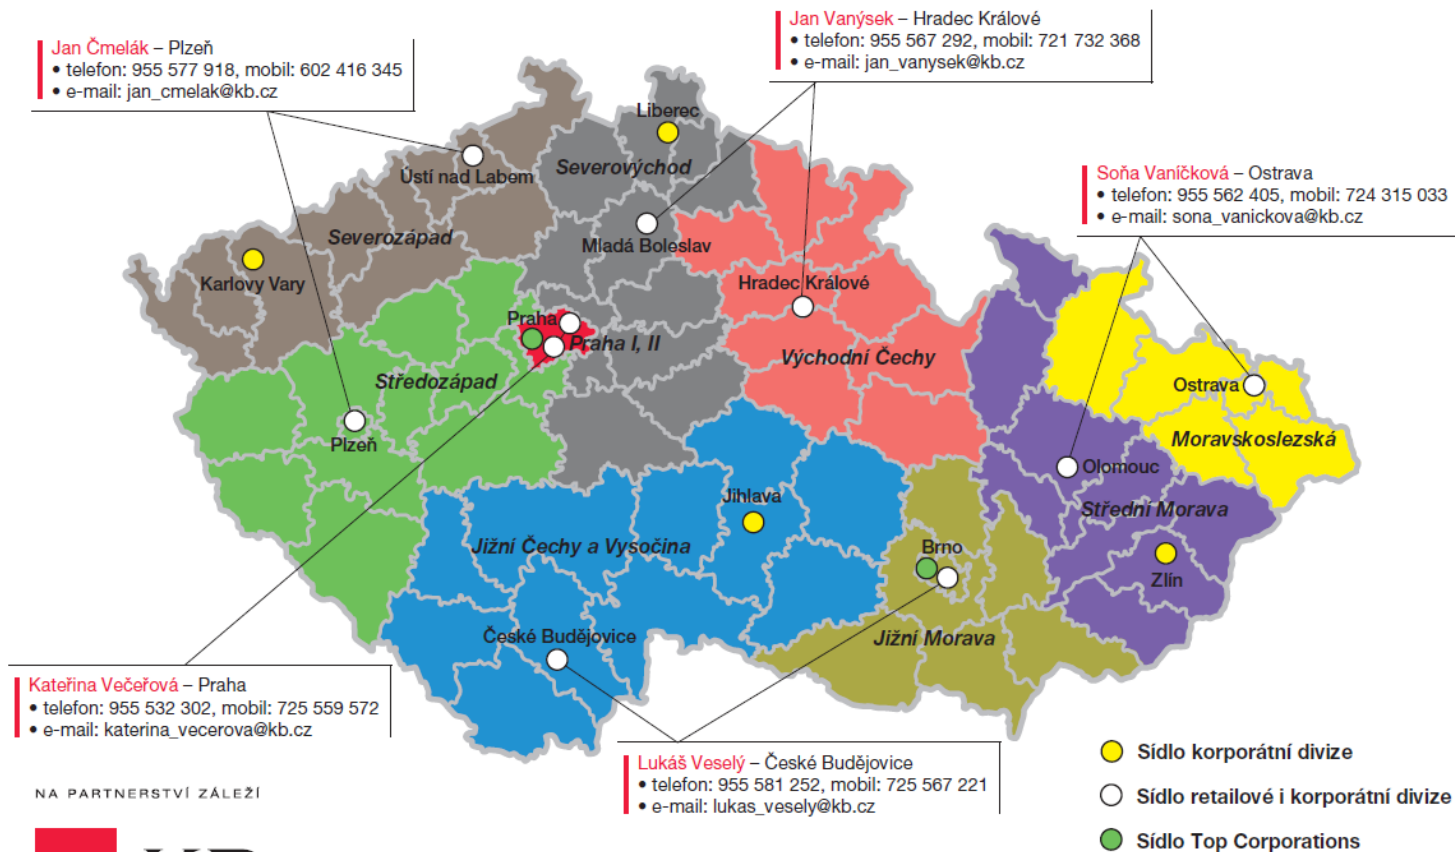 Jan Vanýsek – Hradec Králové
• telefon: 955 567 292, mobil: 721 732 368
• e-mail: jan_vanysek@kb.cz
Jan Čmelák – Plzeň
• telefon: 955 577 918, mobil: 602 416 345
• e-mail: jan_cmelak@kb.cz
Liberec
Severovýchod
Ústí nad Labem
Soňa Vaníčková – Ostrava
• telefon: 955 562 405, mobil: 724 315 033
• e-mail: sona_vanickova@kb.cz
Severozápad
Mladá Boleslav
Karlovy Vary
Hradec Králové
Praha
Praha I, II
Východní Čechy
Středozápad
Ostrava
Plzeň
Moravskoslezská
Olomouc
Jihlava
Střední Morava
Jižní Čechy a Vysočina
Brno
Zlín
České Budějovice
Jižní Morava
Kateřina Večeřová – Praha
• telefon: 955 532 302, mobil: 725 559 572
• e-mail: katerina_vecerova@kb.cz
Lukáš Veselý – České Budějovice
• telefon: 955 581 252, mobil: 725 567 221
• e-mail: lukas_vesely@kb.cz
Sídlo korporátní divize
Sídlo retailové i korporátní divize
Sídlo Top Corporations
NA PARTNERSTVÍ ZÁLEŽÍ